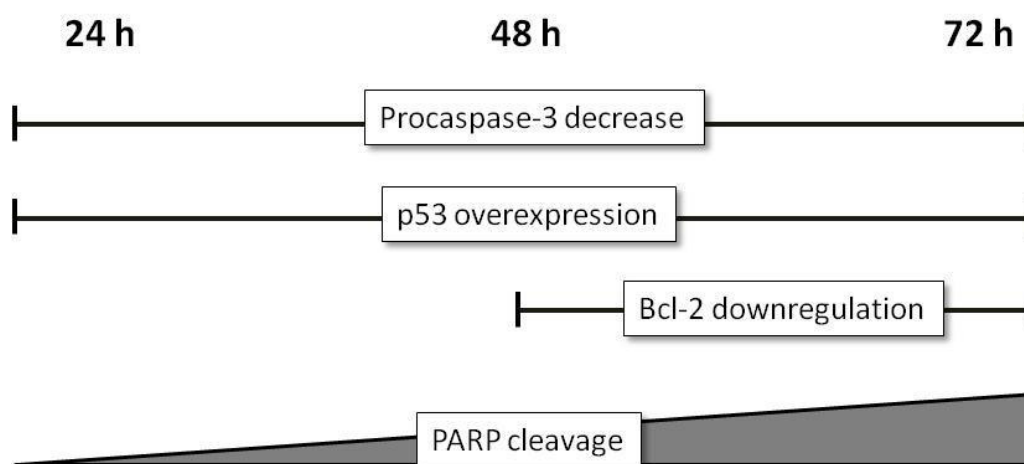 24 h 48 h 72 h
Procaspase-3 decrease
p53 overexpression
Bcl-2 downregulation
PARP cleavage